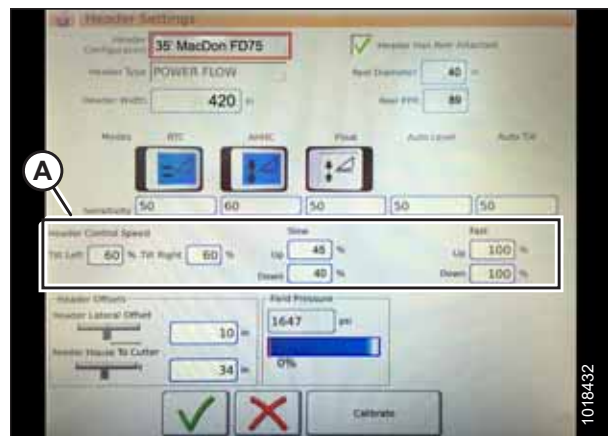 Header Settings
Header Configuration 35' MacDon FD75 Header Has Reel Attached
Header Type POWER FLOW Reel Diameter 40 in
Header Width 420 in Reel PPR 89
Modes RTC AHHC Float Auto Level Auto Tilt
A
Sensitivity 50 60 50 50 50
Header Control Speed Slow Fast
Tilt Left 60 % Tilt Right 60 % Up 45 % Up 100 %
Down 40 % Down 100 %
Header Offsets Field Pressure
Header Lateral Offset 1647 psi
10 in
Feeder House To Cutter 0%
34 in
Calibrate
1018432